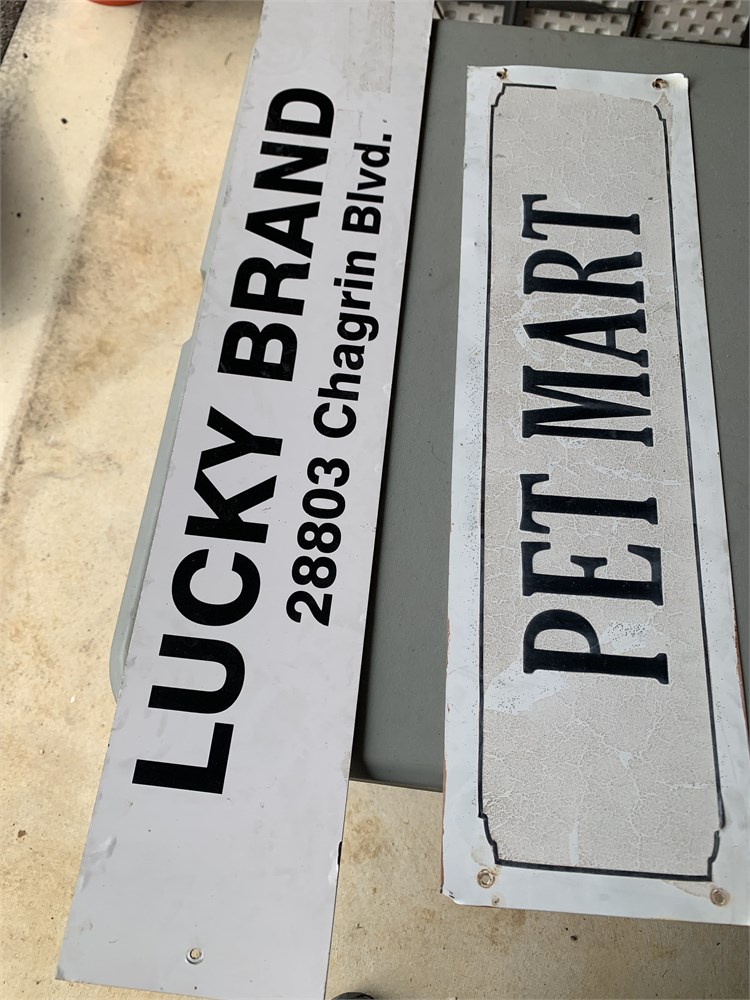 LUCKY BRAND
28803 Chagrin Blvd.
PET MART